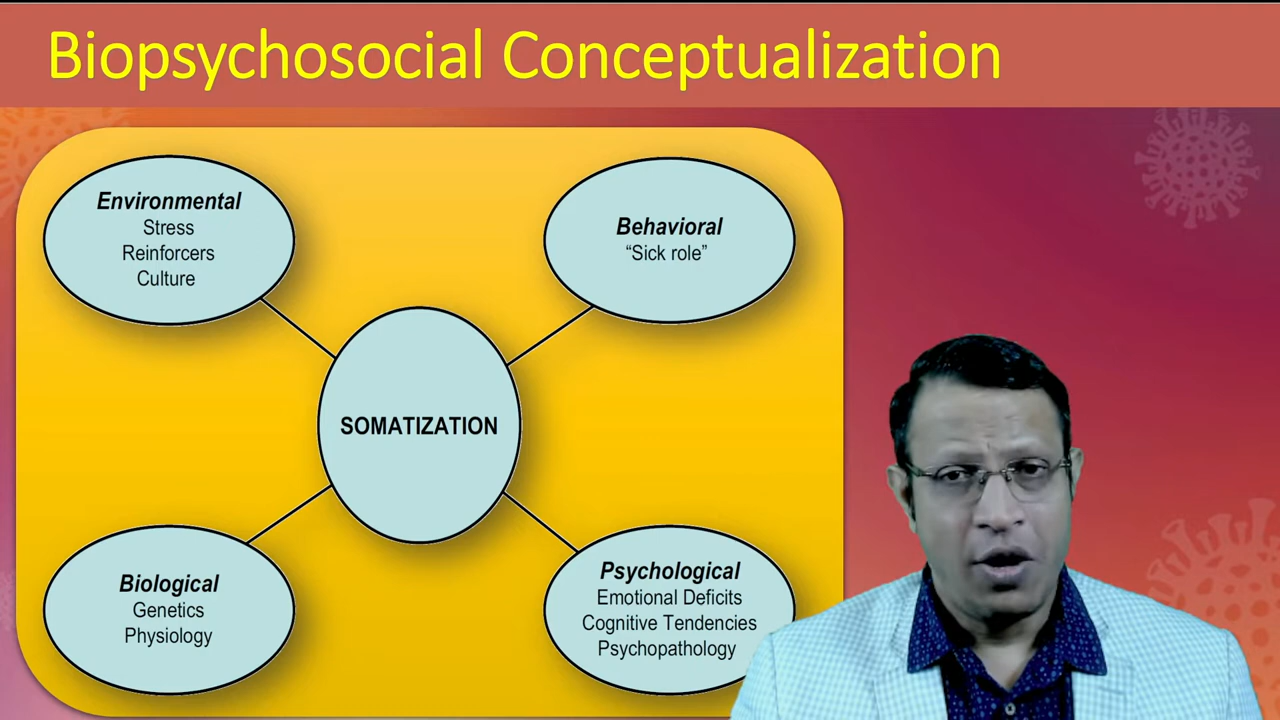 Biopsychosocial Conceptualization
Environmental
Stress
Reinforcers
Culture
Behavioral
“Sick role”
SOMATIZATION
Biological
Genetics
Physiology
Psychological
Emotional Deficits
Cognitive Tendencies
Psychopathology